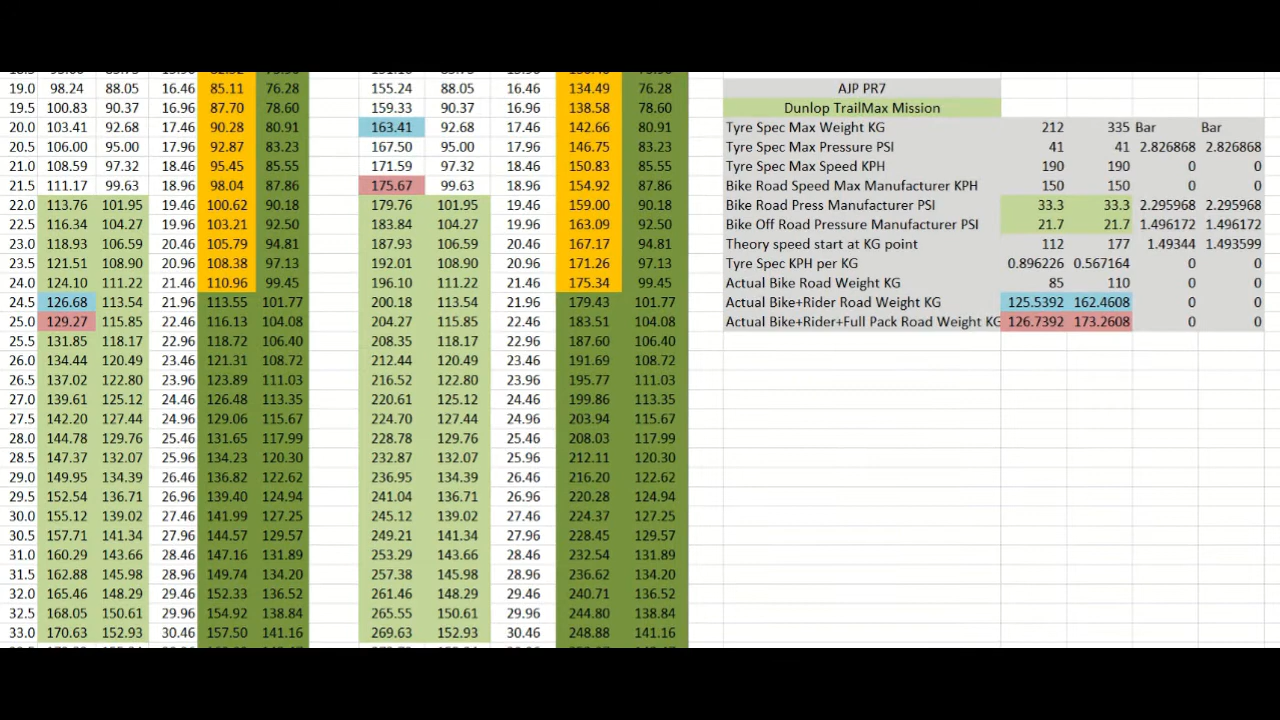 19.0 98.24 88.05 16.46 85.11 76.28 155.24 88.05 16.46 134.49 76.28 AJP PR7
19.5 100.83 90.37 16.96 87.70 78.60 159.33 90.37 16.96 138.58 78.60 Dunlop TrailMax Mission
20.0 103.41 92.68 17.46 90.28 80.91 163.41 92.68 17.46 142.66 80.91 Tyre Spec Max Weight KG 212 335 Bar Bar
20.5 106.00 95.00 17.96 92.87 83.23 167.50 95.00 17.96 146.75 83.23 Tyre Spec Max Pressure PSI 41 41 2.826868 2.826868
21.0 108.59 97.32 18.46 95.45 85.55 171.59 97.32 18.46 150.83 85.55 Tyre Spec Max Speed KPH 190 190 0 0
21.5 111.17 99.63 18.96 98.04 87.86 175.67 99.63 18.96 154.92 87.86 Bike Road Speed Max Manufacturer KPH 150 150 0 0
22.0 113.76 101.95 19.46 100.62 90.18 179.76 101.95 19.46 159.00 90.18 Bike Road Press Manufacturer PSI 33.3 33.3 2.295968 2.295968
22.5 116.34 104.27 19.96 103.21 92.50 183.84 104.27 19.96 163.09 92.50 Bike Off Road Pressure Manufacturer PSI 21.7 21.7 1.496172 1.496172
23.0 118.93 106.59 20.46 105.79 94.81 187.93 106.59 20.46 167.17 94.81 Theory speed start at KG point 112 177 1.49344 1.493599
23.5 121.51 108.90 20.96 108.38 97.13 192.01 108.90 20.96 171.26 97.13 Tyre Spec KPH per KG 0.896226 0.567164 0 0
24.0 124.10 111.22 21.46 110.96 99.45 196.10 111.22 21.46 175.34 99.45 Actual Bike Road Weight KG 85 110 0 0
24.5 126.68 113.54 21.96 113.55 101.77 200.18 113.54 21.96 179.43 101.77 Actual Bike+Rider Road Weight KG 125.5392 162.4608 0 0
25.0 129.27 115.85 22.46 116.13 104.08 204.27 115.85 22.46 183.51 104.08 Actual Bike+Rider+Full Pack Road Weight KG 126.7392 173.2608 0 0
25.5 131.85 118.17 22.96 118.72 106.40 208.35 118.17 22.96 187.60 106.40
26.0 134.44 120.49 23.46 121.31 108.72 212.44 120.49 23.46 191.69 108.72
26.5 137.02 122.80 23.96 123.89 111.03 216.52 122.80 23.96 195.77 111.03
27.0 139.61 125.12 24.46 126.48 113.35 220.61 125.12 24.46 199.86 113.35
27.5 142.20 127.44 24.96 129.06 115.67 224.70 127.44 24.96 203.94 115.67
28.0 144.78 129.76 25.46 131.65 117.99 228.78 129.76 25.46 208.03 117.99
28.5 147.37 132.07 25.96 134.23 120.30 232.87 132.07 25.96 212.11 120.30
29.0 149.95 134.39 26.46 136.82 122.62 236.95 134.39 26.46 216.20 122.62
29.5 152.54 136.71 26.96 139.40 124.94 241.04 136.71 26.96 220.28 124.94
30.0 155.12 139.02 27.46 141.99 127.25 245.12 139.02 27.46 224.37 127.25
30.5 157.71 141.34 27.96 144.57 129.57 249.21 141.34 27.96 228.45 129.57
31.0 160.29 143.66 28.46 147.16 131.89 253.29 143.66 28.46 232.54 131.89
31.5 162.88 145.98 28.96 149.74 134.20 257.38 145.98 28.96 236.62 134.20
32.0 165.46 148.29 29.46 152.33 136.52 261.46 148.29 29.46 240.71 136.52
32.5 168.05 150.61 29.96 154.92 138.84 265.55 150.61 29.96 244.80 138.84
33.0 170.63 152.93 30.46 157.50 141.16 269.63 152.93 30.46 248.88 141.16